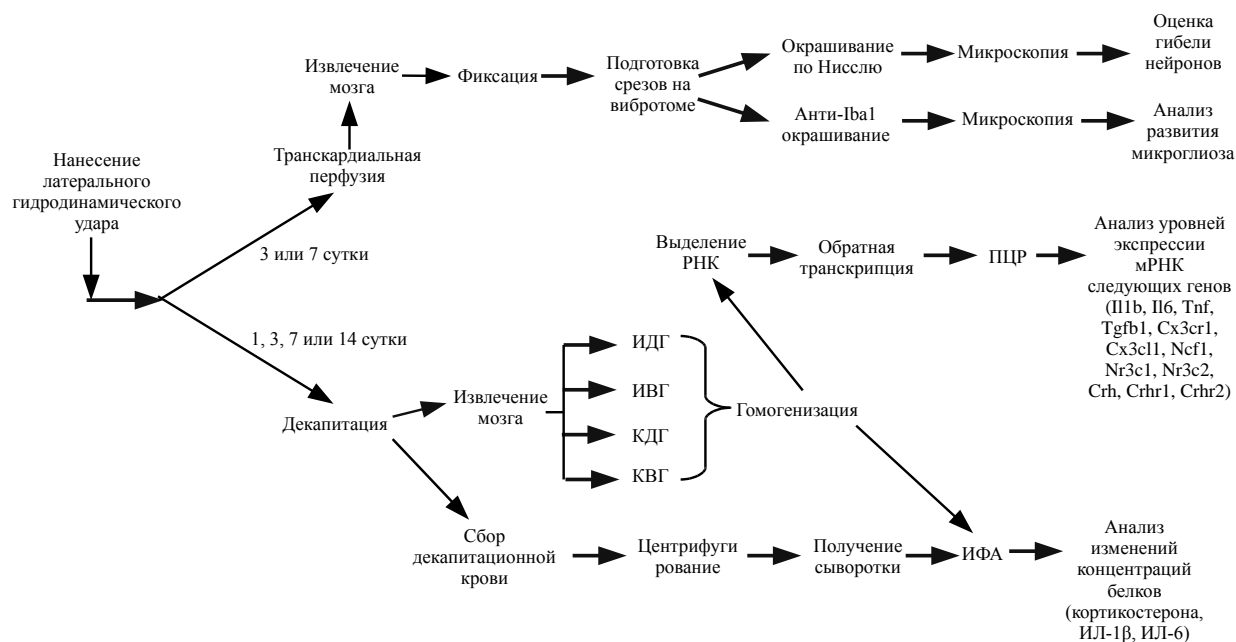 Нанесение
латерального
гидродинамического
удара
3 или 7 сутки
1, 3, 7 или 14 сутки
Транскардиальная
перфузия
Извлечение
мозга
Фиксация
Подготовка
срезов на
вибротоме
Окрашивание
по Нисслю
Микроскопия
Оценка
гибели
нейронов
Анти-Iba1
окрашивание
Микроскопия
Анализ
развития
микроглиоза
Декапитация
Извлечение
мозга
ИДГ
ИВГ
КДГ
КВГ
Гомогенизация
Выделение
РНК
Обратная
транскрипция
ПЦР
Анализ уровней
экспрессии
мРНК
следующих генов
(Il1b, Il6, Tnf,
Tgfb1, Cx3cr1,
Cx3cl1, Ncf1,
Nr3c1, Nr3c2,
Crh, Crhr1, Crhr2)
Сбор
декапитационной
крови
Центрифуги
рование
Получение
сыворотки
ИФА
Анализ
изменений
концентраций
белков
(кортикостерона,
ИЛ-1β, ИЛ-6)